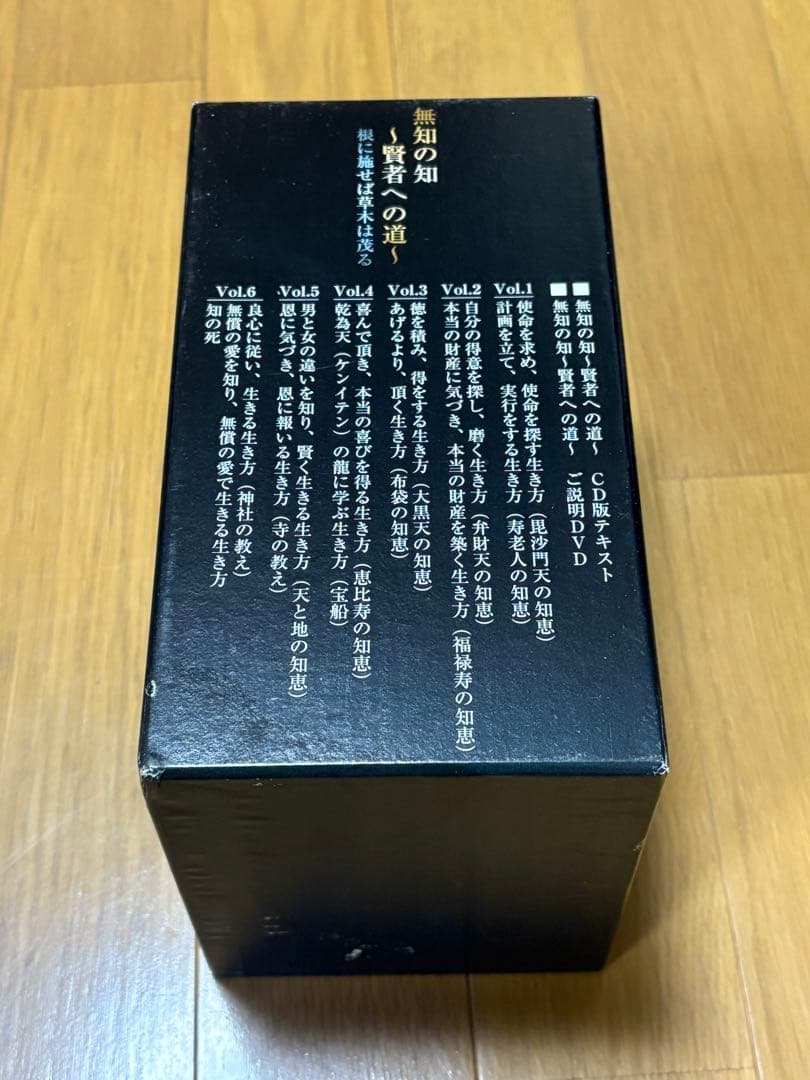 無知の知
～賢者への道～
根に施せば草木は茂る
■無知の知～賢者への道～　CD版テキスト
■無知の知～賢者への道～　ご説明DVD
Vol.1
使命を求め、使命を探す生き方（毘沙門天の知恵）
計画を立て、実行をする生き方（寿老人の知恵）
Vol.2
自分の得意を探し、磨く生き方（弁財天の知恵）
本当の財産に気づき、本当の財産を築く生き方（福禄寿の知恵）
Vol.3
徳を積み、得をする生き方（大黒天の知恵）
あげるより、頂く生き方（布袋の知恵）
Vol.4
喜んで頂き、本当の喜びを得る生き方（恵比寿の知恵）
乾為天（ケンイテン）の龍に学ぶ生き方（宝船）
Vol.5
男と女の違いを知り、賢く生きる生き方（天と地の知恵）
恩に気づき、恩に報いる生き方（寺の教え）
Vol.6
良心に従い、生きる生き方（神社の教え）
無償の愛を知り、無償の愛で生きる生き方
知の死